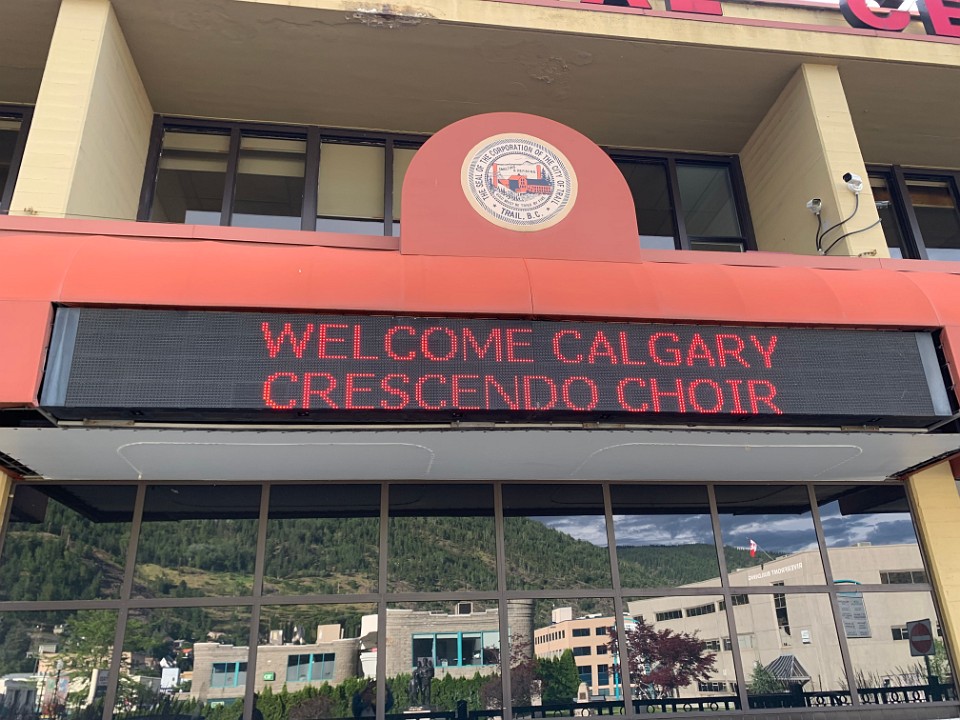 THE SEAL OF THE CORPORATION OF THE CITY OF TRAIL
TRAIL, B.C.
WELCOME CALGARY
CRESCENDO CHOIR